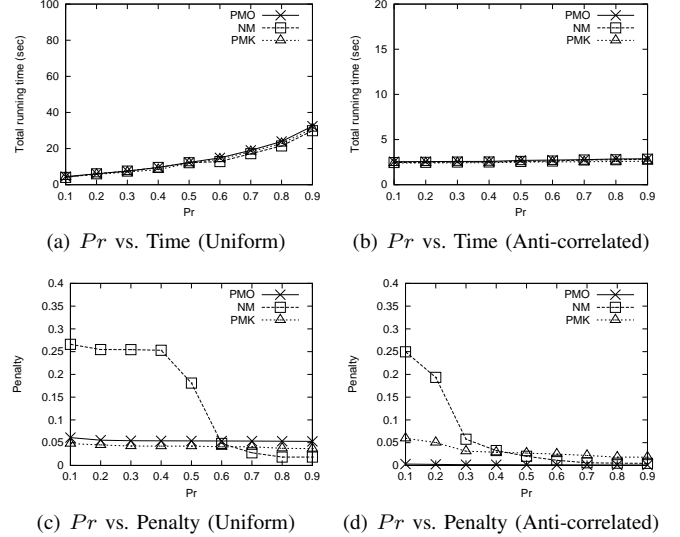 100
80
60
40
20
0
Total running time (sec)
PMO
NM
PMK
0.1 0.2 0.3 0.4 0.5 0.6 0.7 0.8 0.9
Pr
(a) Pr vs. Time (Uniform)
20
15
10
5
2
0
Total running time (sec)
PMO
NM
PMK
0.1 0.2 0.3 0.4 0.5 0.6 0.7 0.8 0.9
Pr
(b) Pr vs. Time (Anti-correlated)
0.4
0.35
0.3
0.25
0.2
0.15
0.1
0.05
0
Penalty
PMO
NM
PMK
0.1 0.2 0.3 0.4 0.5 0.6 0.7 0.8 0.9
Pr
(c) Pr vs. Penalty (Uniform)
0.4
0.35
0.3
0.25
0.2
0.15
0.1
0.05
0
Penalty
PMO
NM
PMK
0.1 0.2 0.3 0.4 0.5 0.6 0.7 0.8 0.9
Pr
(d) Pr vs. Penalty (Anti-correlated)